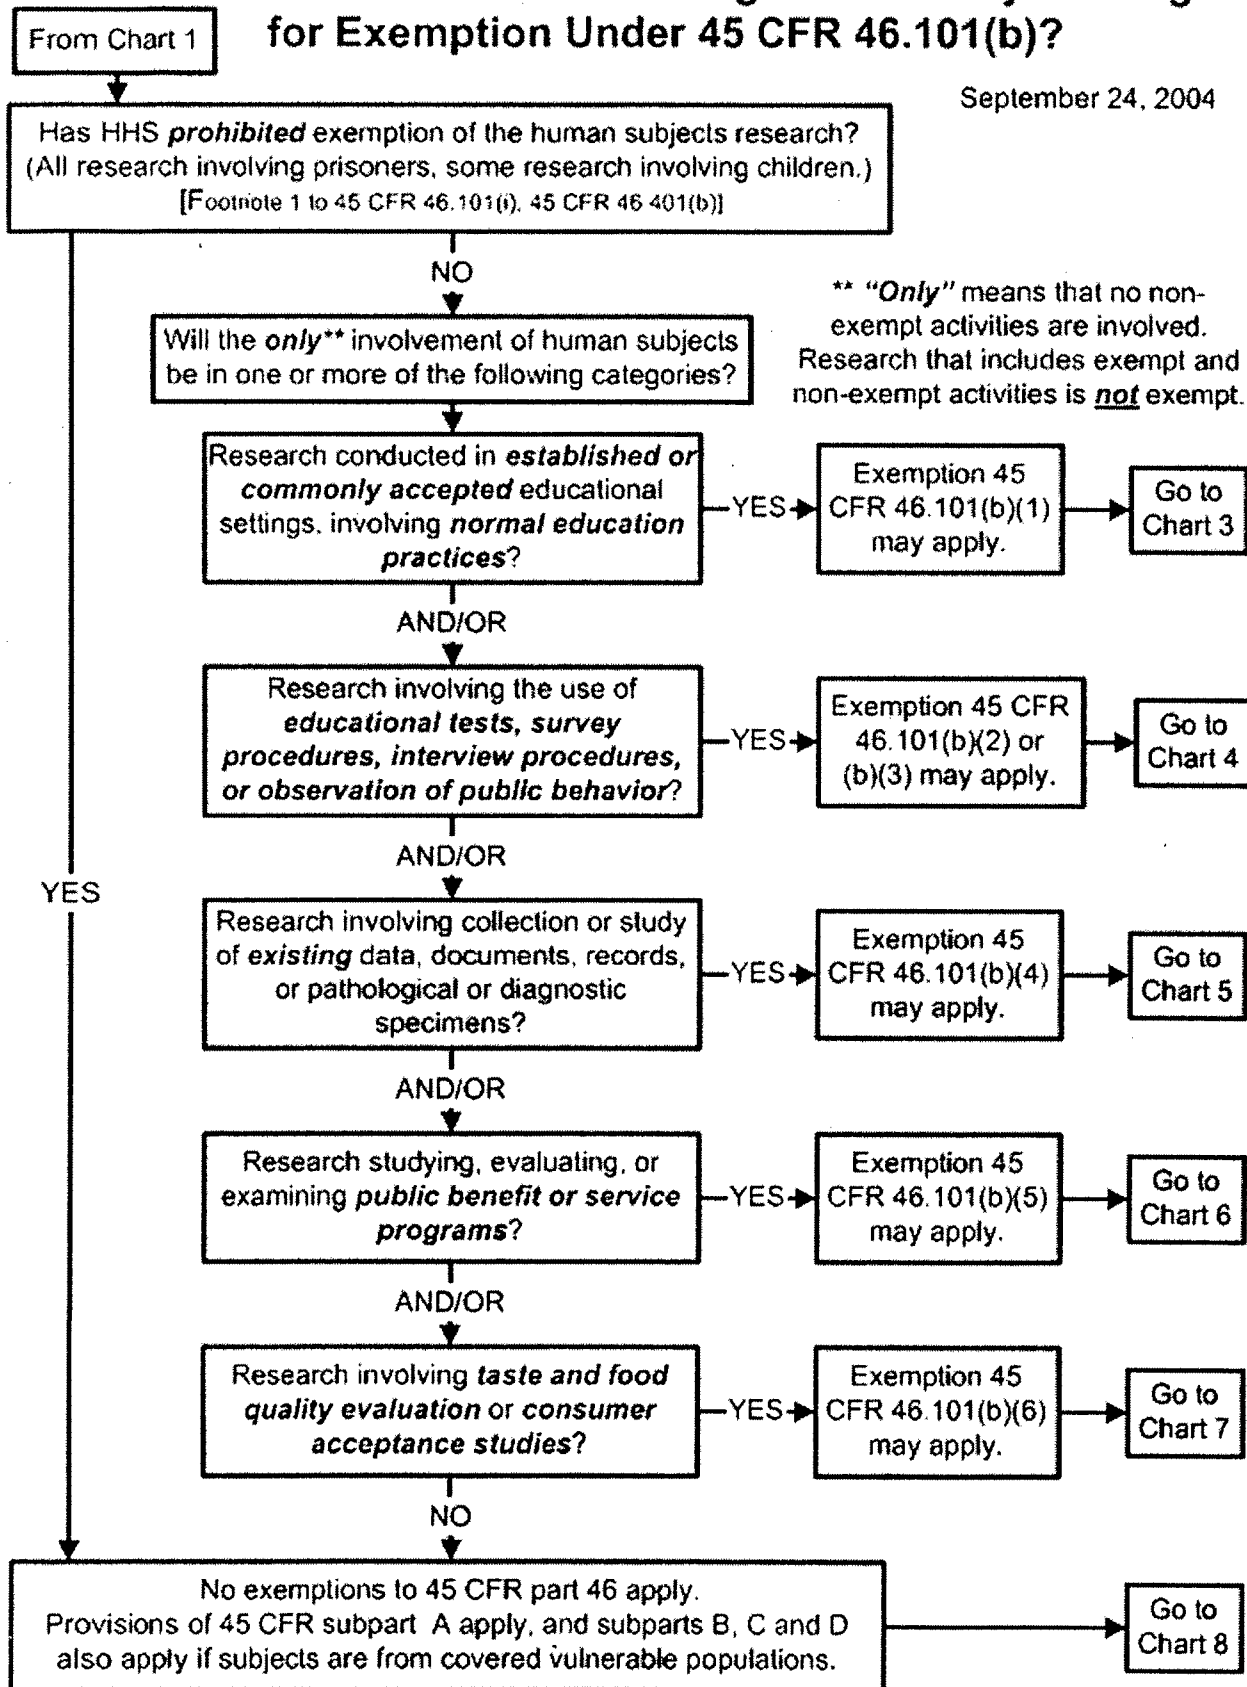 for Exemption Under 45 CFR 46.101(b)?
From Chart 1
September 24, 2004
Has HHS prohibited exemption of the human subjects research?
(All research involving prisoners, some research involving children.)
[Footnote 1 to 45 CFR 46.101(i), 45 CFR 46 401(b)]
NO
** "Only" means that no non-
exempt activities are involved.
Research that includes exempt and
non-exempt activities is not exempt.
Will the only** involvement of human subjects
be in one or more of the following categories?
Research conducted in established or
commonly accepted educational
settings, involving normal education
practices?
YES
Exemption 45
CFR 46.101(b)(1)
may apply.
Go to
Chart 3
AND/OR
Research involving the use of
educational tests, survey
procedures, interview procedures,
or observation of public behavior?
YES
Exemption 45 CFR
46.101(b)(2) or
(b)(3) may apply.
Go to
Chart 4
AND/OR
YES
Research involving collection or study
of existing data, documents, records,
or pathological or diagnostic
specimens?
YES
Exemption 45
CFR 46.101(b)(4)
may apply.
Go to
Chart 5
AND/OR
Research studying, evaluating, or
examining public benefit or service
programs?
YES
Exemption 45
CFR 46.101(b)(5)
may apply.
Go to
Chart 6
AND/OR
Research involving taste and food
quality evaluation or consumer
acceptance studies?
YES
Exemption 45
CFR 46.101(b)(6)
may apply.
Go to
Chart 7
NO
No exemptions to 45 CFR part 46 apply.
Provisions of 45 CFR subpart A apply, and subparts B, C and D
also apply if subjects are from covered vulnerable populations.
Go to
Chart 8